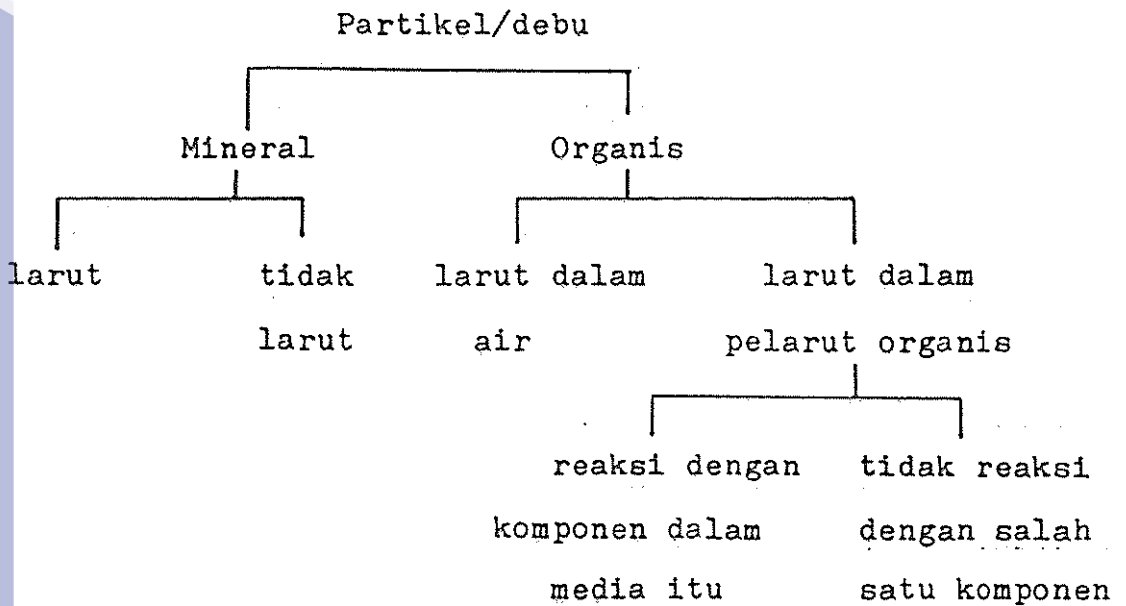 Partikel/debu
Mineral Organis
larut tidak larut dalam larut dalam
larut air pelarut organis
reaksi dengan tidak reaksi
komponen dalam dengan salah
media itu satu komponen